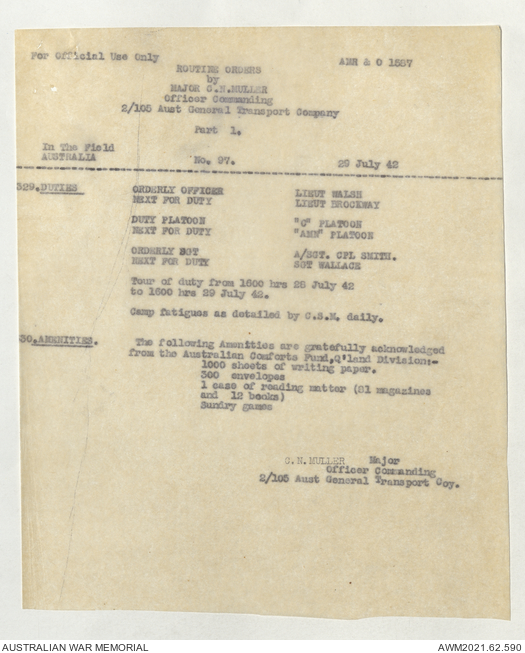 For Official Use Only
AMR & O 1557
ROUTINE ORDERS
by
MAJOR C.N.MULLER
Officer Commanding
2/105 Aust General Transport Company
Part 1.
In The Field
AUSTRALIA
No. 97.
29 July 42
329.DUTIES
ORDERLY OFFICER LIEUT WALSH
NEXT FOR DUTY LIEUT BROCKWAY
DUTY PLATOON "C" PLATOON
NEXT FOR DUTY "AMN" PLATOON
ORDERLY SGT A/SGT. CPL SMITH.
NEXT FOR DUTY SGT WALLACE
Tour of duty from 1600 hrs 28 July 42
to 1600 hrs 29 July 42.
Camp fatigues as detailed by C.S.M. daily.
30.AMENITIES.
The following Amenities are gratefully acknowledged
from the Australian Comforts Fund,Q'land Division:-
1000 sheets of writing paper.
300 envelopes
1 case of reading matter (81 magazines
and 12 books)
Sundry games
C.N.MULLER Major
Officer Commanding
2/105 Aust General Transport Coy.
AUSTRALIAN WAR MEMORIAL
AWM2021.62.590